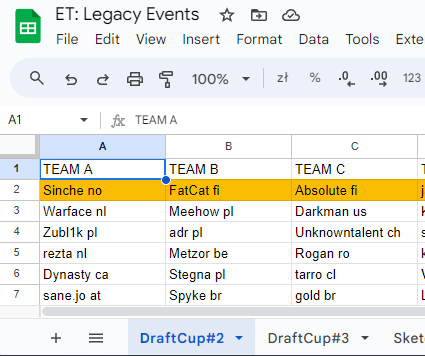 ET: Legacy Events
File Edit View Insert Format Data Tools Exte
100% zł % .0 .00 123
A1 fx TEAM A
A B C
1 TEAM A TEAM B TEAM C
2 Sinche no FatCat fi Absolute fi j
3 Warface nl Meehow pl Darkman us
4 Zubl1k pl adr pl Unknowntalent ch s
5 rezta nl Metzor be Rogan ro k
6 Dynasty ca Stegna pl tarro cl V
7 sane.jo at Spyke br gold br
DraftCup#2 DraftCup#3 Sket